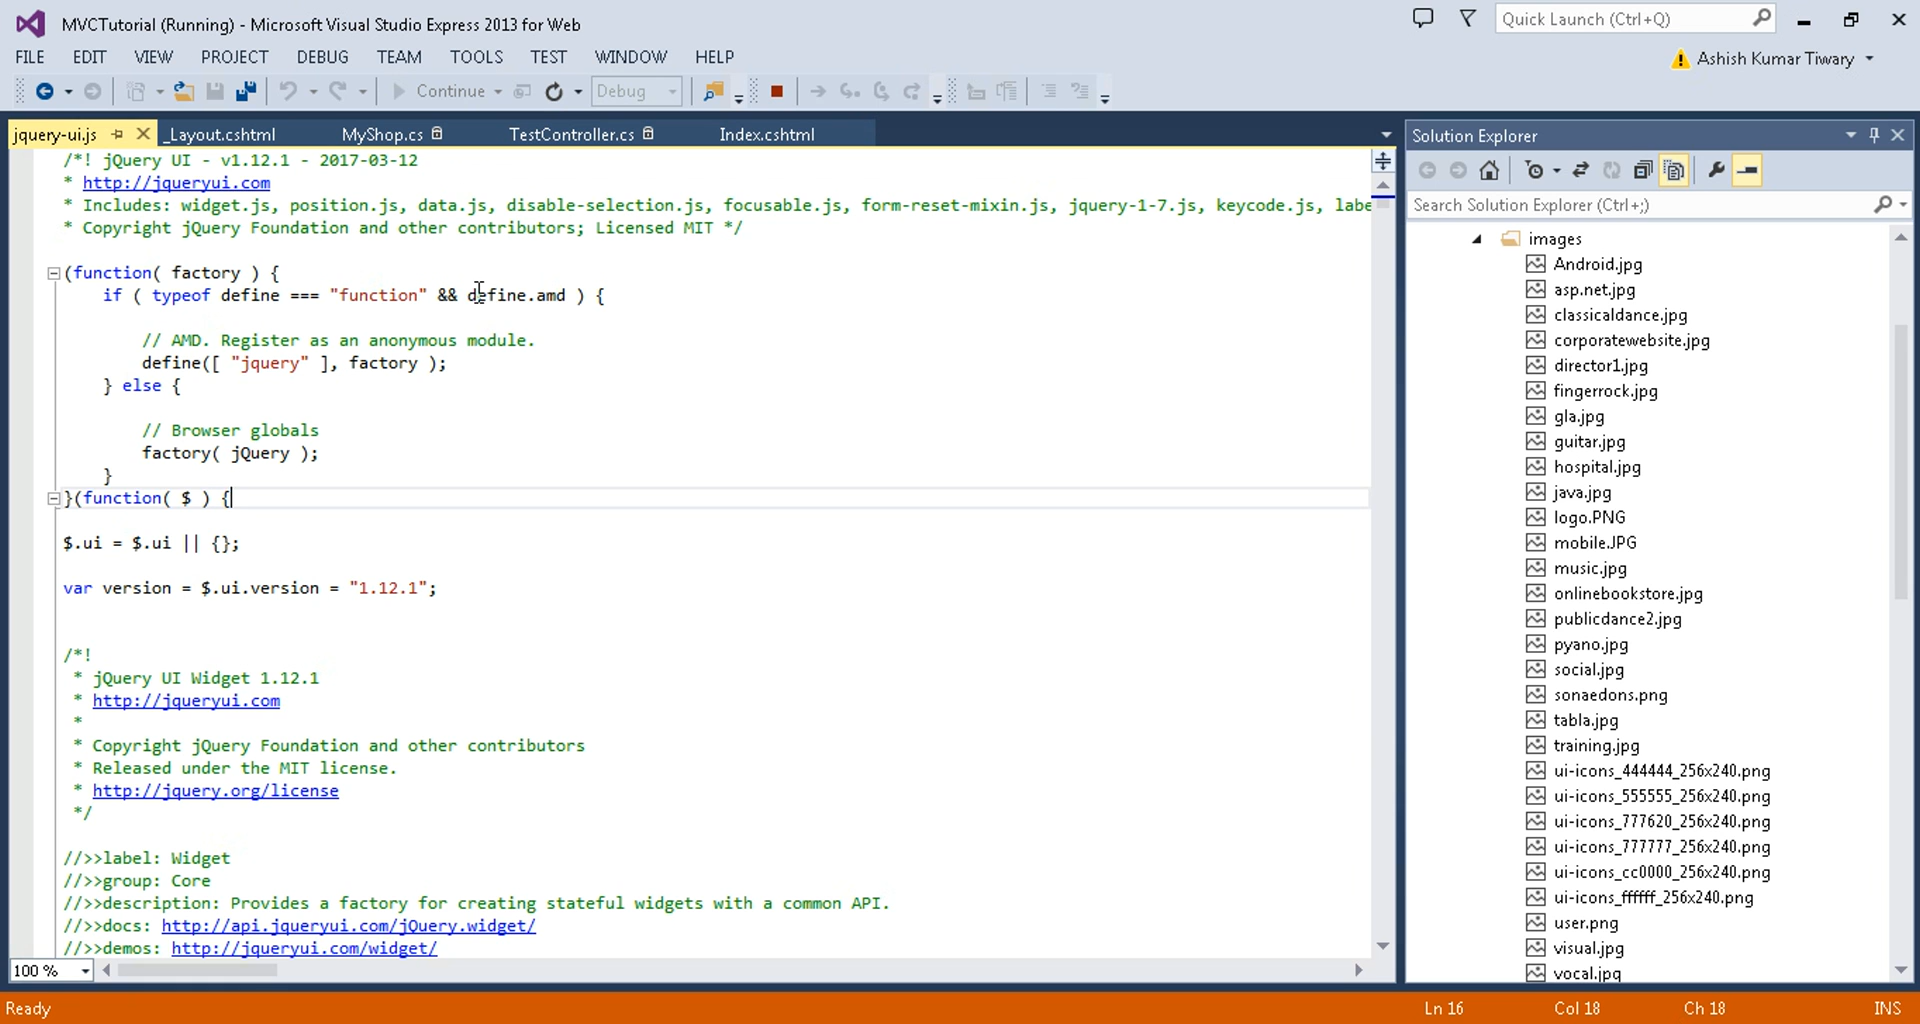 MVCTutorial (Running) - Microsoft Visual Studio Express 2013 for Web
Quick Launch (Ctrl+Q)
FILE EDIT VIEW PROJECT DEBUG TEAM TOOLS TEST WINDOW HELP
Ashish Kumar Tiwary
Continue
Debug
jquery-ui.js
_Layout.cshtml
MyShop.cs
TestController.cs
Index.cshtml
/*! jQuery UI - v1.12.1 - 2017-03-12
* http://jqueryui.com
* Includes: widget.js, position.js, data.js, disable-selection.js, focusable.js, form-reset-mixin.js, jquery-1-7.js, keycode.js, labe
* Copyright jQuery Foundation and other contributors; Licensed MIT */
(function( factory ) {
if ( typeof define === "function" && define.amd ) {
// AMD. Register as an anonymous module.
define([ "jquery" ], factory );
} else {
// Browser globals
factory( jQuery );
}
}(function( $ ) {
$.ui = $.ui || {};
var version = $.ui.version = "1.12.1";
/*!
* jQuery UI Widget 1.12.1
* http://jqueryui.com
*
* Copyright jQuery Foundation and other contributors
* Released under the MIT license.
* http://jquery.org/license
*/
//>>label: Widget
//>>group: Core
//>>description: Provides a factory for creating stateful widgets with a common API.
//>>docs: http://api.jqueryui.com/jQuery.widget/
//>>demos: http://jqueryui.com/widget/
100 %
Solution Explorer
Search Solution Explorer (Ctrl+;)
images
Android.jpg
asp.net.jpg
classicaldance.jpg
corporatewebsite.jpg
director1.jpg
fingerrock.jpg
gla.jpg
guitar.jpg
hospital.jpg
java.jpg
logo.PNG
mobile.JPG
music.jpg
onlinebookstore.jpg
publicdance2.jpg
pyano.jpg
social.jpg
sonaedons.png
tabla.jpg
training.jpg
ui-icons_444444_256x240.png
ui-icons_555555_256x240.png
ui-icons_777620_256x240.png
ui-icons_777777_256x240.png
ui-icons_cc0000_256x240.png
ui-icons_ffffff_256x240.png
user.png
visual.jpg
vocal.jpg
Ready
Ln 16
Col 18
Ch 18
INS